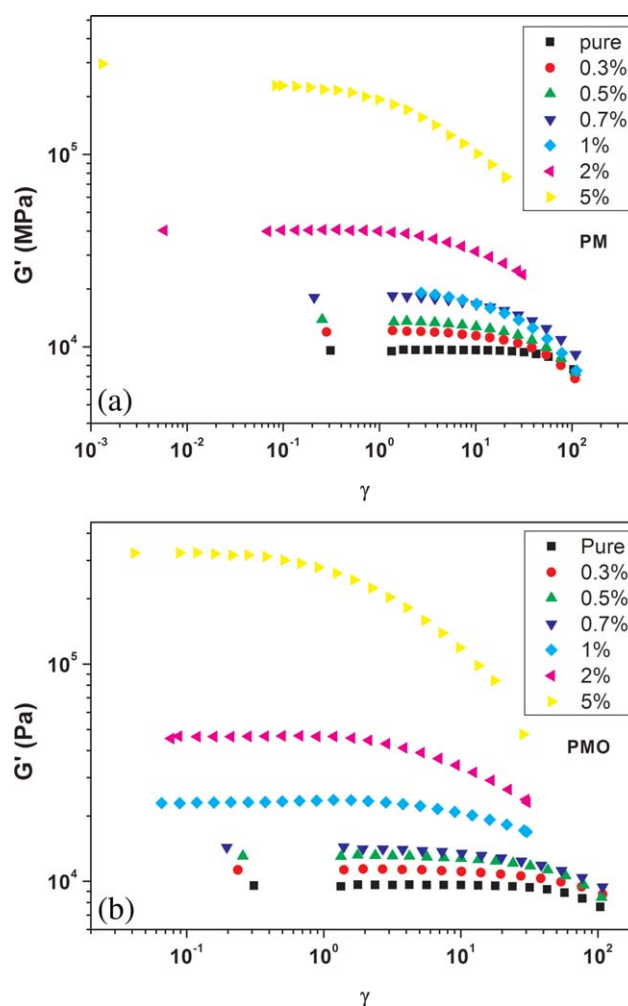 pure
0.3%
0.5%
0.7%
1%
2%
5%
PM
G' (MPa)
10^5
10^4
(a)
10^-3 10^-2 10^-1 10^0 10^1 10^2
γ
Pure
0.3%
0.5%
0.7%
1%
2%
5%
PMO
G' (Pa)
10^5
10^4
(b)
10^-1 10^0 10^1 10^2
γ